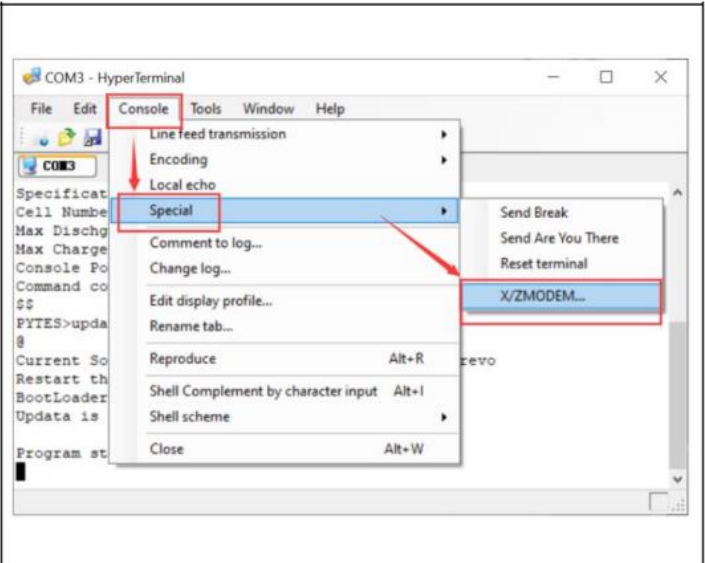 COM3 - HyperTerminal
File Edit Console Tools Window Help
COM3
Line feed transmission
Encoding
Local echo
Special
Comment to log...
Change log...
Edit display profile...
Rename tab...
Reproduce Alt+R
Shell Complement by character input Alt+I
Shell scheme
Close Alt+W
Send Break
Send Are You There
Reset terminal
X/ZMODEM...
Specificat
Cell Numbe
Max Dischg
Max Charge
Console Po
Command co
$$
PYTES>upda
@
Current So revo
Restart th
BootLoader
Updata is
Program st